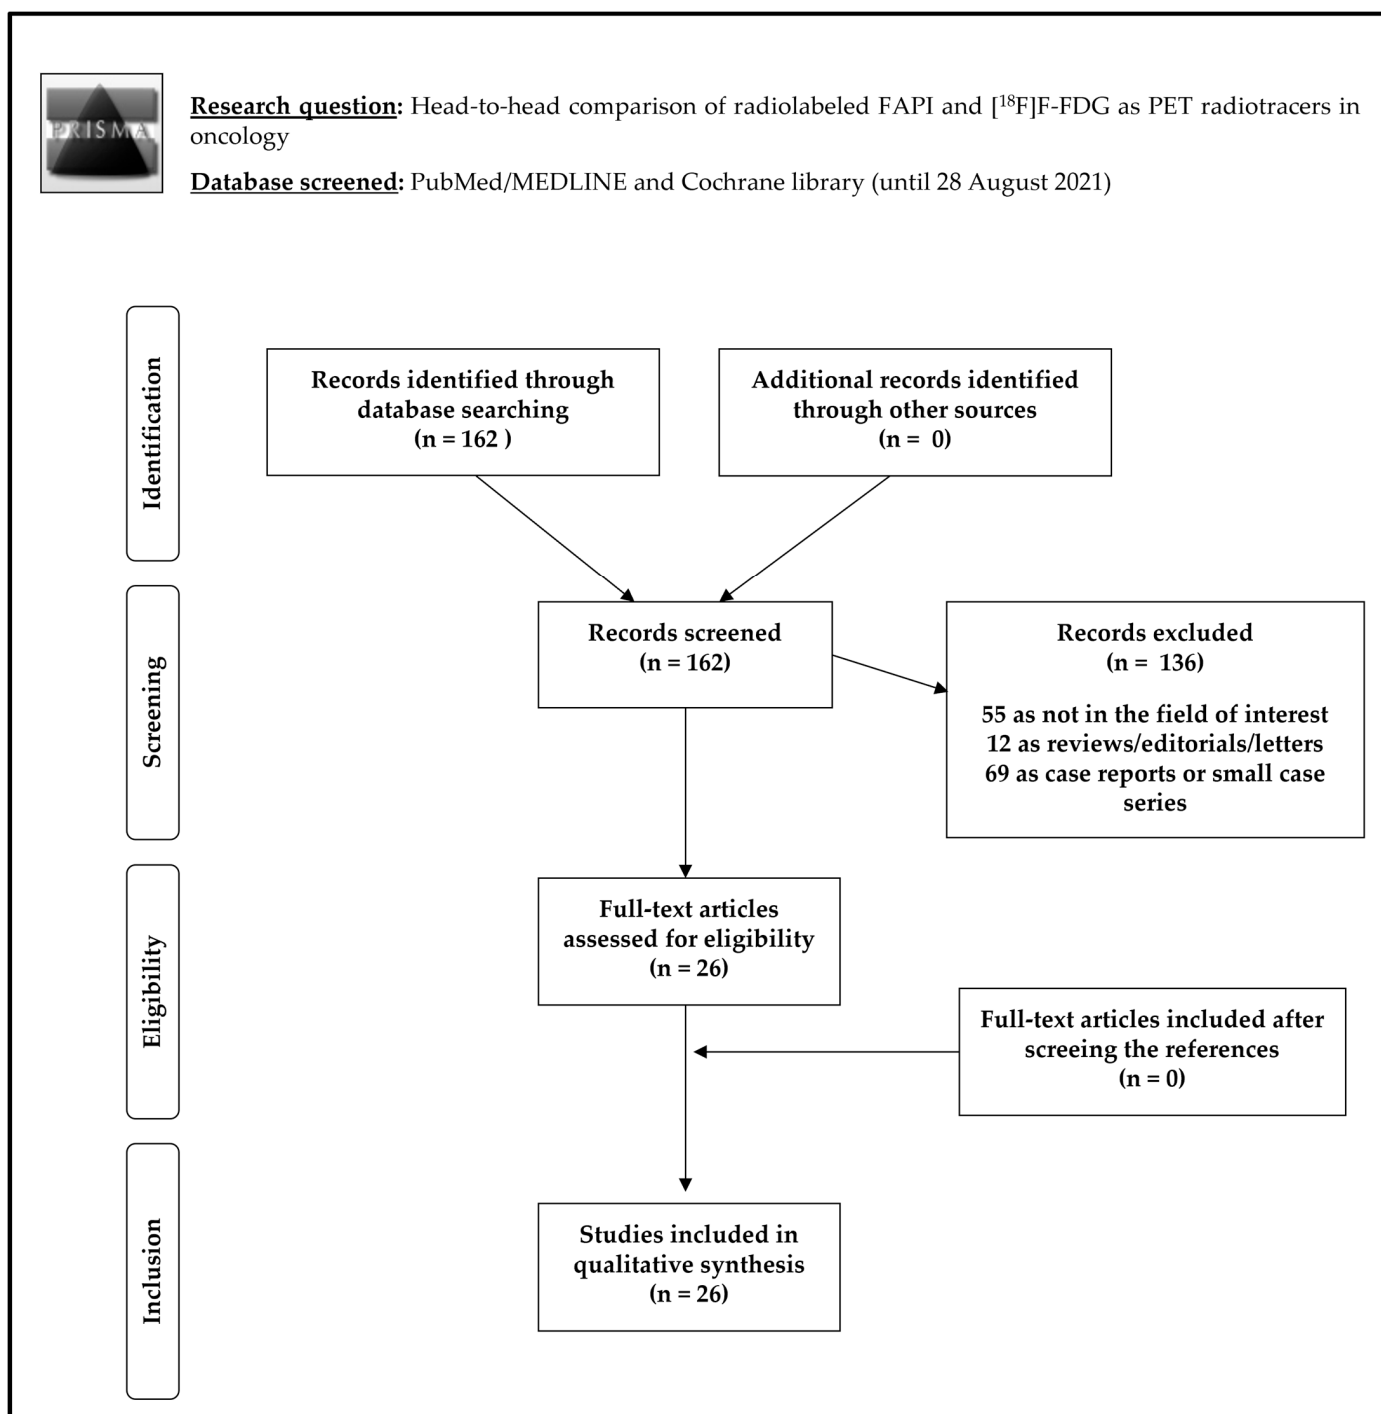 PRISMA
Research question: Head-to-head comparison of radiolabeled FAPI and [¹⁸F]F-FDG as PET radiotracers in
oncology
Database screened: PubMed/MEDLINE and Cochrane library (until 28 August 2021)
Identification
Records identified through
database searching
(n = 162 )
Additional records identified
through other sources
(n =  0)
Screening
Records screened
(n = 162)
Records excluded
(n =  136)
55 as not in the field of interest
12 as reviews/editorials/letters
69 as case reports or small case
series
Eligibility
Full-text articles
assessed for eligibility
(n = 26)
Full-text articles included after
screeing the references
(n = 0)
Inclusion
Studies included in
qualitative synthesis
(n = 26)